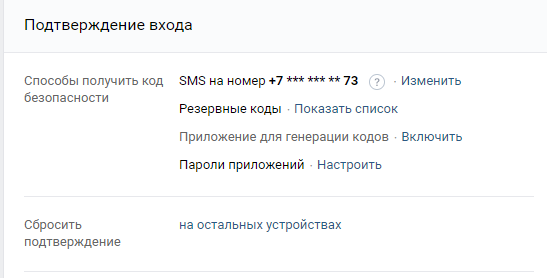 Подтверждение входа
Способы получить код
безопасности
SMS на номер +7 *** *** ** 73 ? · Изменить
Резервные коды · Показать список
Приложение для генерации кодов · Включить
Пароли приложений · Настроить
Сбросить
подтверждение
на остальных устройствах